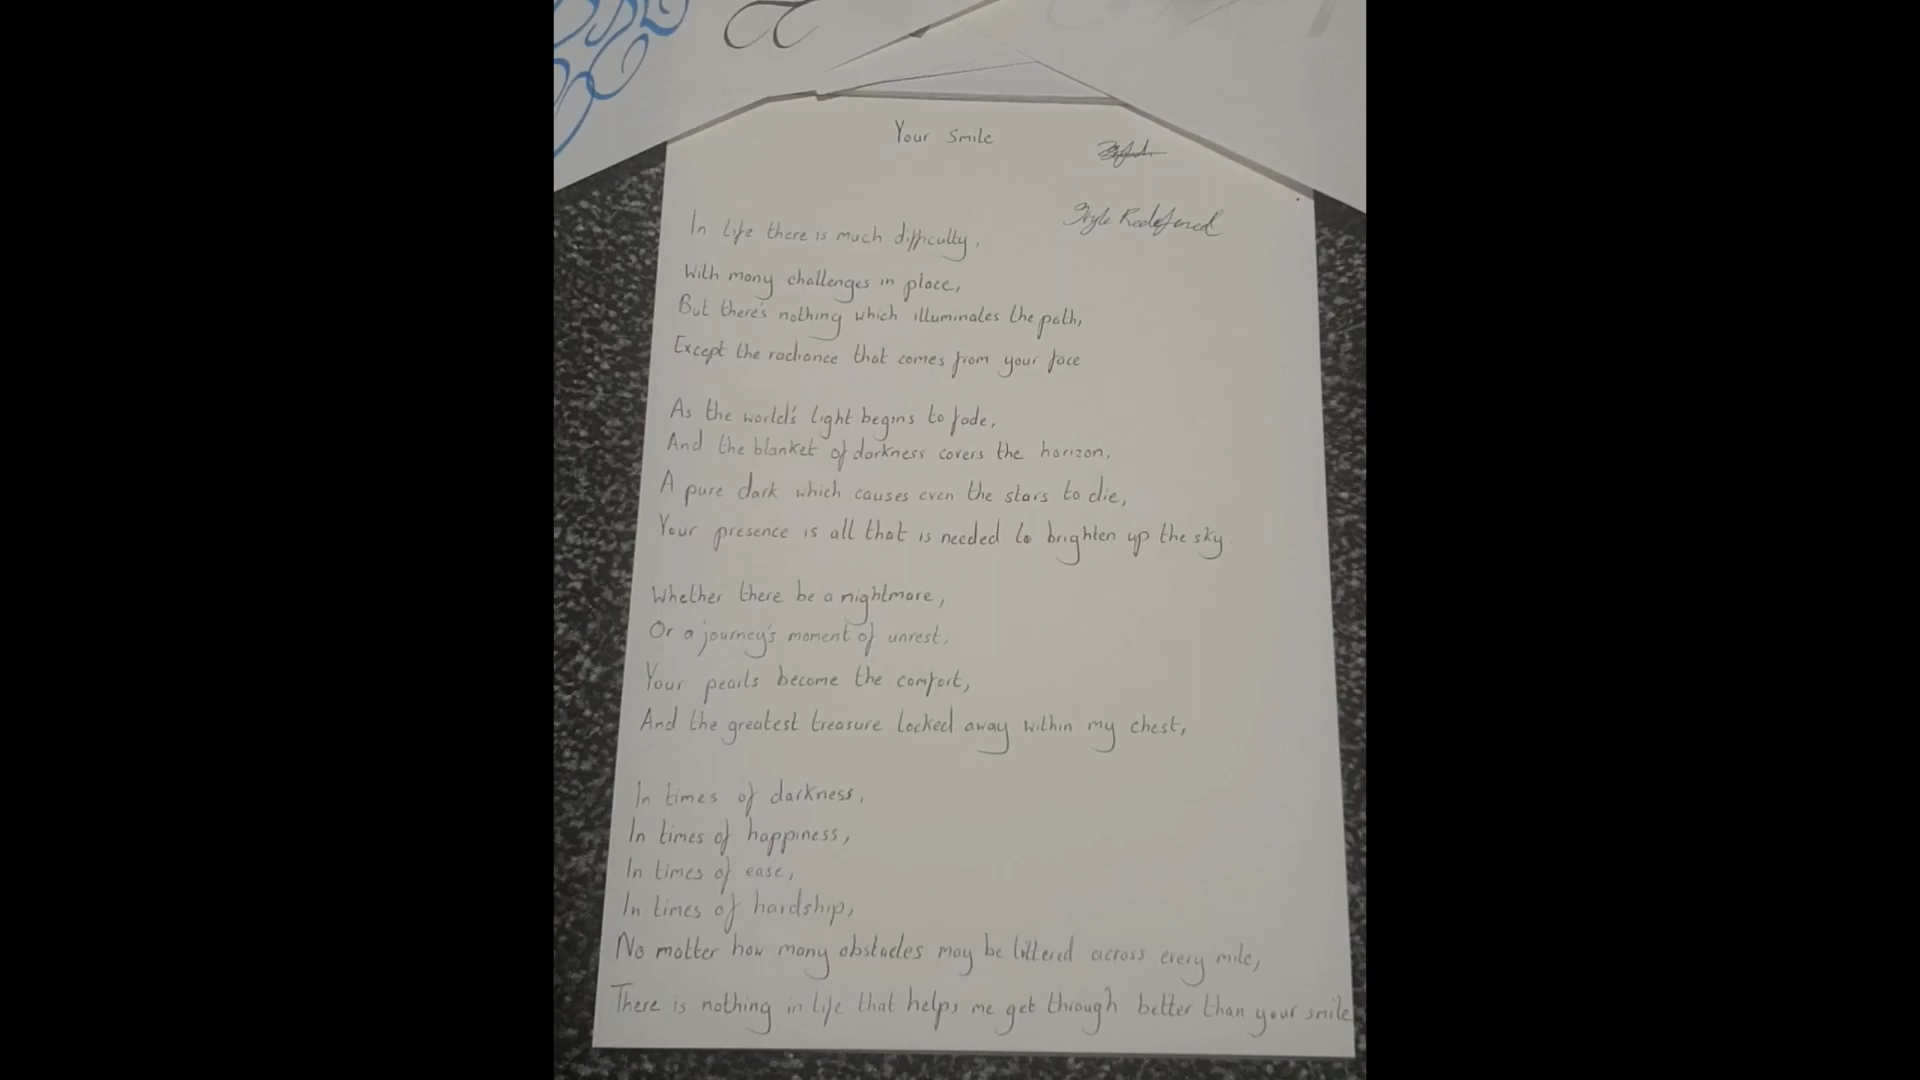 Your Smile
Style Redefined
In life there is much difficulty,
With many challenges in place,
But there's nothing which illuminates the path,
Except the radiance that comes from your face
As the world's light begins to fade,
And the blanket of darkness covers the horizon,
A pure dark which causes even the stars to die,
Your presence is all that is needed to brighten up the sky.
Whether there be a nightmare,
Or a journey's moment of unrest,
Your pearls become the comfort,
And the greatest treasure locked away within my chest,
In times of darkness,
In times of happiness,
In times of ease,
In times of hardship,
No matter how many obstacles may be littered across every mile,
There is nothing in life that helps me get through better than your smile